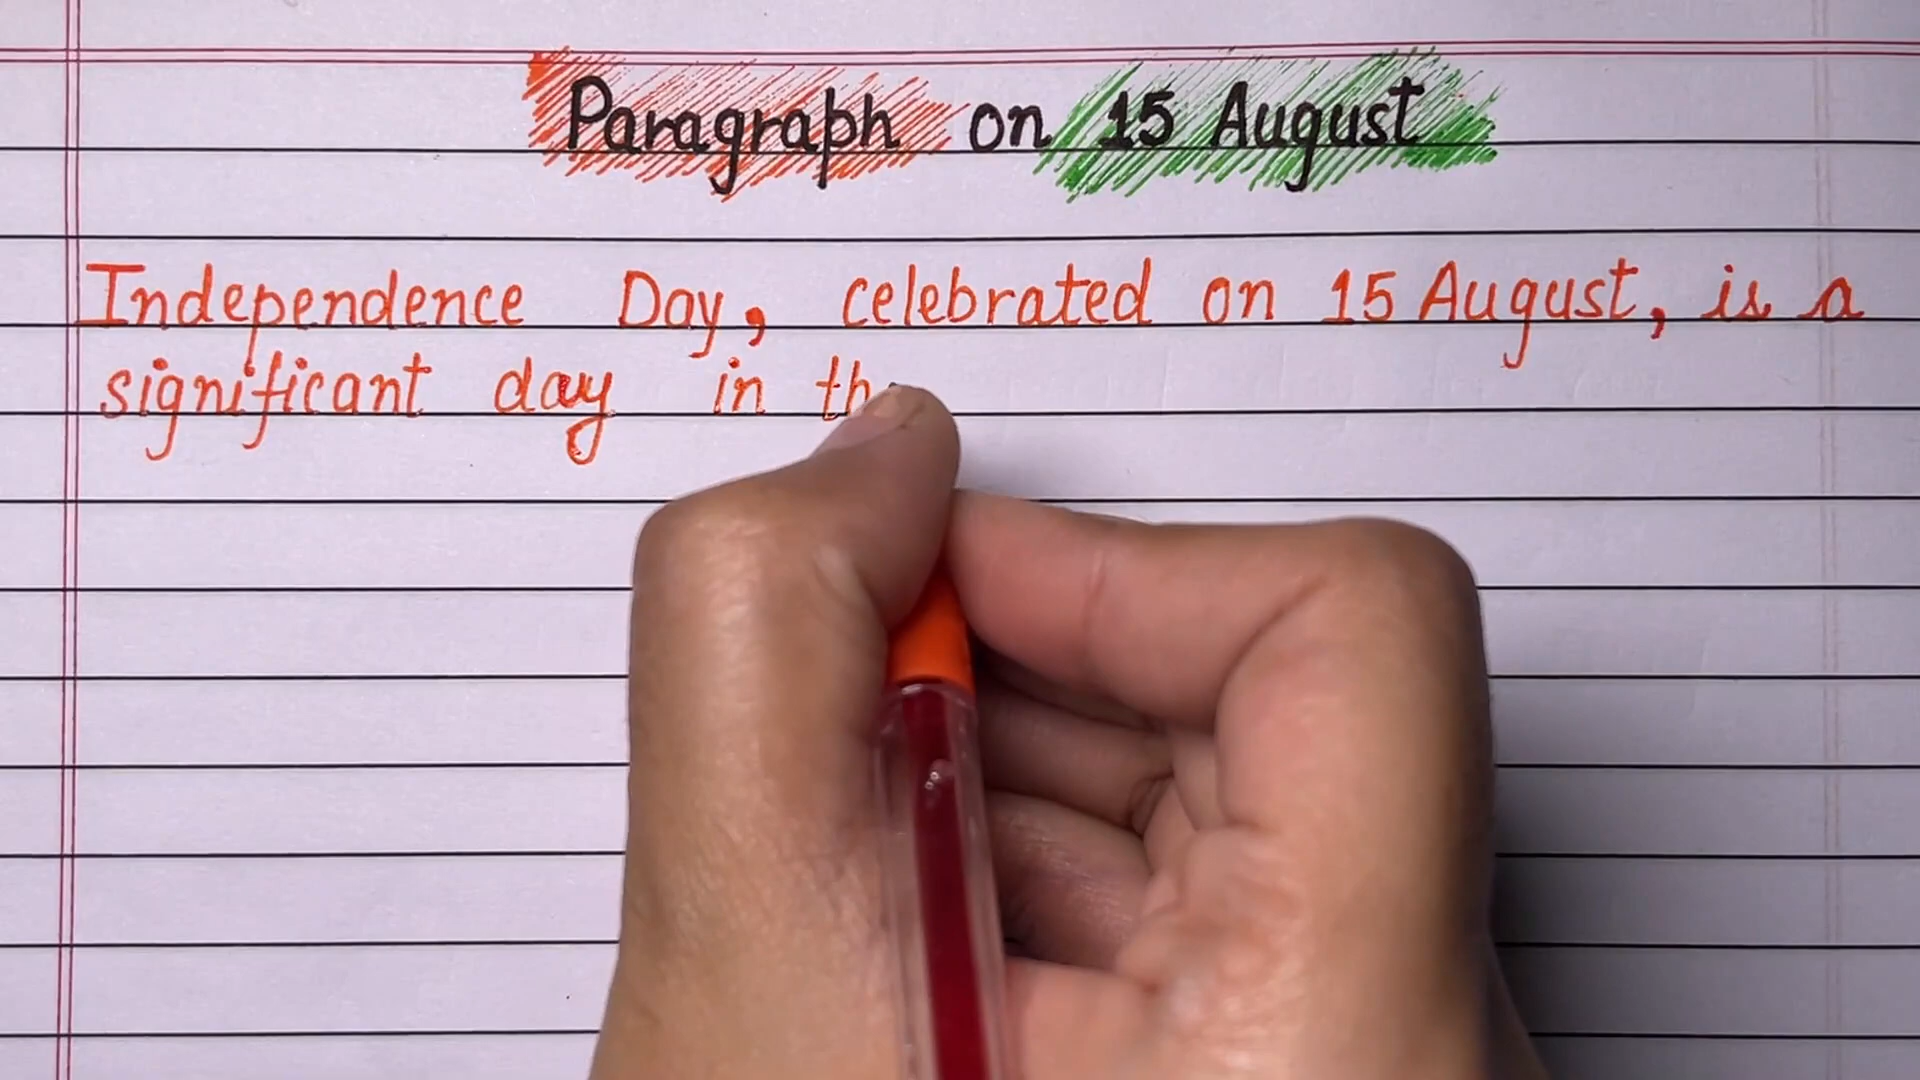 Paragraph on 15 August
Independence Day, celebrated on 15 August, is a
significant day in